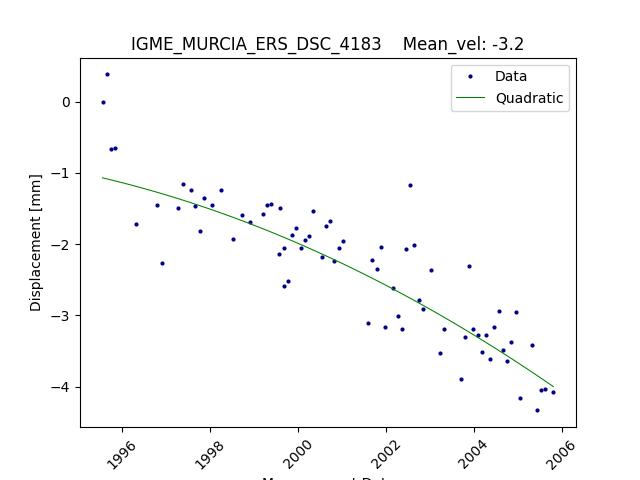 IGME_MURCIA_ERS_DSC_4183    Mean_vel: -3.2
Data
Quadratic
Displacement [mm]
0
−1
−2
−3
−4
1996
1998
2000
2002
2004
2006